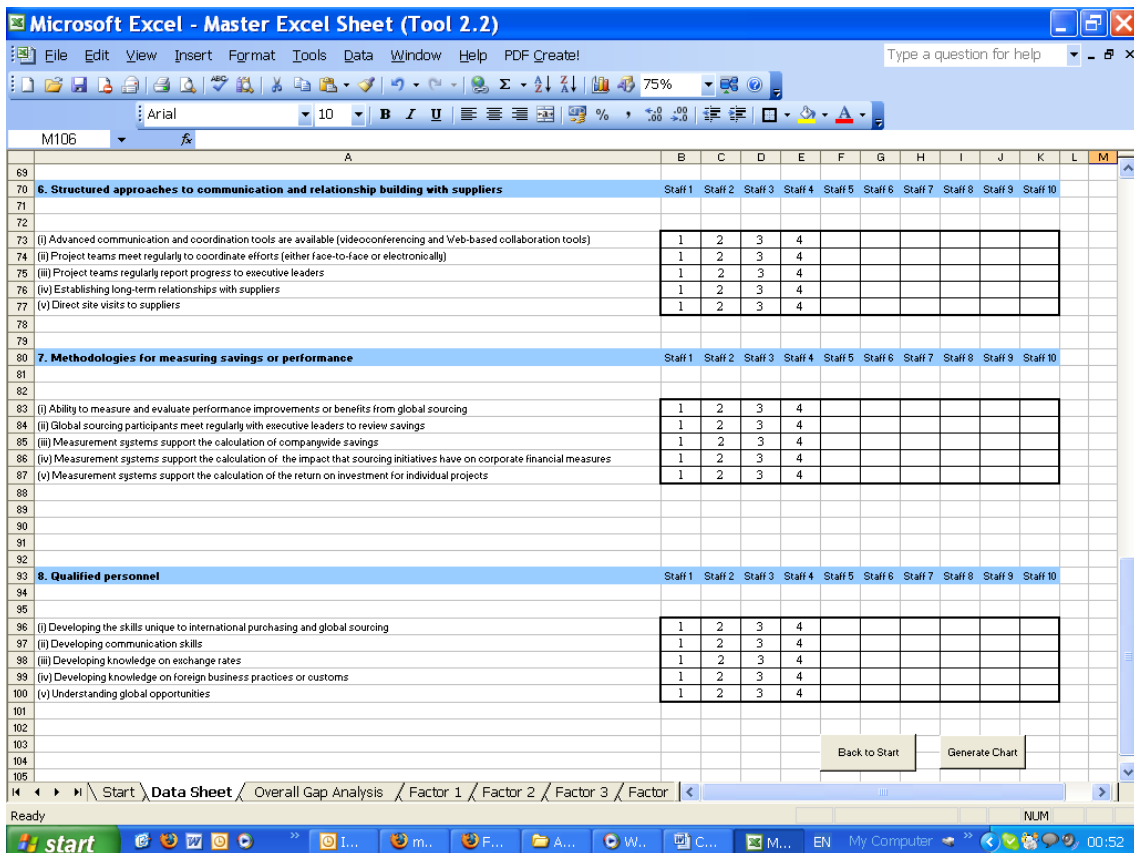 Microsoft Excel - Master Excel Sheet (Tool 2.2)
File Edit View Insert Format Tools Data Window Help PDF Create! Type a question for help
75%
Arial 10 B I U
M106 fx
A B C D E F G H I J K L M
69
70 6. Structured approaches to communication and relationship building with suppliers Staff 1 Staff 2 Staff 3 Staff 4 Staff 5 Staff 6 Staff 7 Staff 8 Staff 9 Staff 10
71
72
73 (i) Advanced communication and coordination tools are available (videoconferencing and Web-based collaboration tools) 1 2 3 4
74 (ii) Project teams meet regularly to coordinate efforts (either face-to-face or electronically) 1 2 3 4
75 (iii) Project teams regularly report progress to executive leaders 1 2 3 4
76 (iv) Establishing long-term relationships with suppliers 1 2 3 4
77 (v) Direct site visits to suppliers 1 2 3 4
78
79
80 7. Methodologies for measuring savings or performance Staff 1 Staff 2 Staff 3 Staff 4 Staff 5 Staff 6 Staff 7 Staff 8 Staff 9 Staff 10
81
82
83 (i) Ability to measure and evaluate performance improvements or benefits from global sourcing 1 2 3 4
84 (ii) Global sourcing participants meet regularly with executive leaders to review savings 1 2 3 4
85 (iii) Measurement systems support the calculation of companywide savings 1 2 3 4
86 (iv) Measurement systems support the calculation of the impact that sourcing initiatives have on corporate financial measures 1 2 3 4
87 (v) Measurement systems support the calculation of the return on investment for individual projects 1 2 3 4
88
89
90
91
92
93 8. Qualified personnel Staff 1 Staff 2 Staff 3 Staff 4 Staff 5 Staff 6 Staff 7 Staff 8 Staff 9 Staff 10
94
95
96 (i) Developing the skills unique to international purchasing and global sourcing 1 2 3 4
97 (ii) Developing communication skills 1 2 3 4
98 (iii) Developing knowledge on exchange rates 1 2 3 4
99 (iv) Developing knowledge on foreign business practices or customs 1 2 3 4
100 (v) Understanding global opportunities 1 2 3 4
101
102
103 Back to Start Generate Chart
104
105
Start Data Sheet Overall Gap Analysis Factor 1 Factor 2 Factor 3 Factor
Ready NUM
start I... m... F... A... W.. C... M... EN My Computer 00:52